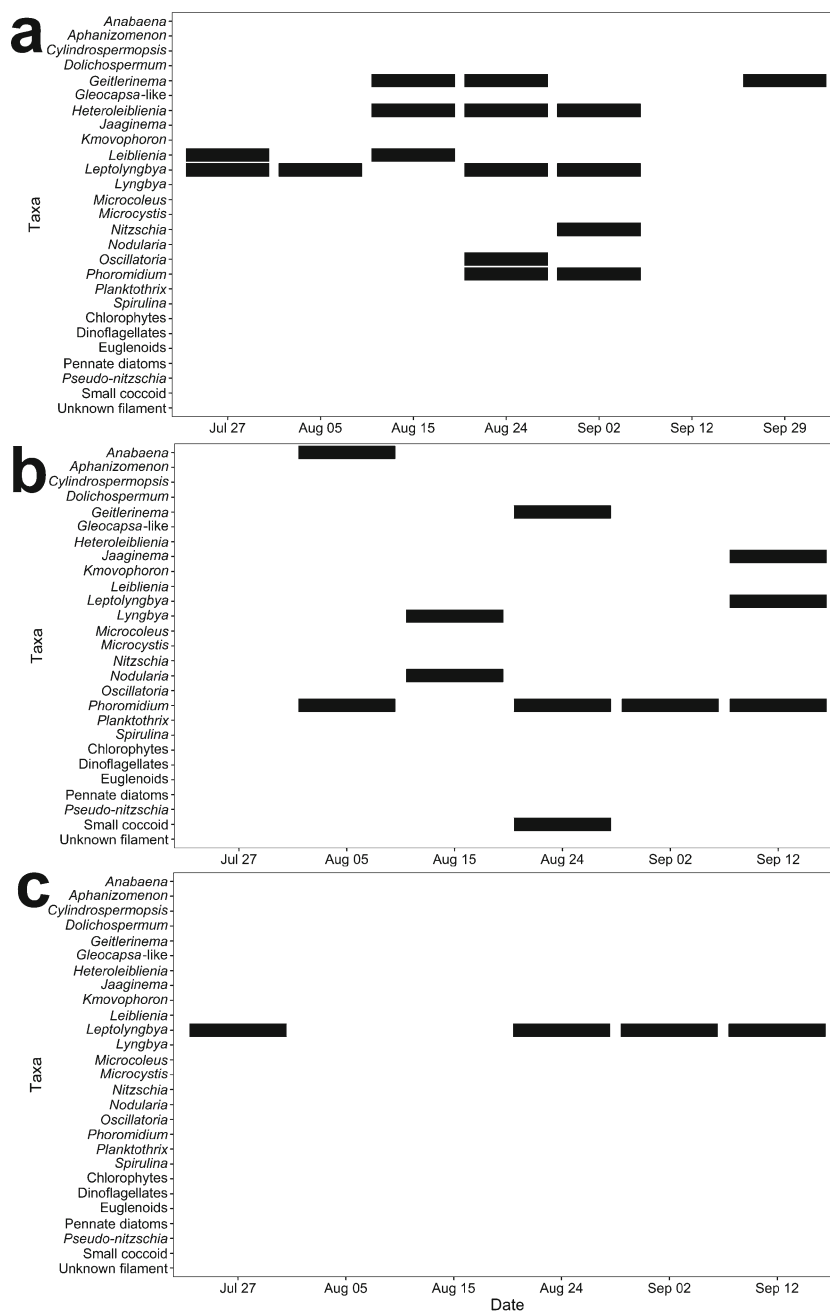 a
Anabaena
Aphanizomenon
Cylindrospermopsis
Dolichospermum
Geitlerinema
Gleocapsa-like
Heteroleiblienia
Jaaginema
Kmovophoron
Leiblienia
Leptolyngbya
Lyngbya
Microcoleus
Microcystis
Nitzschia
Nodularia
Oscillatoria
Phoromidium
Planktothrix
Spirulina
Chlorophytes
Dinoflagellates
Euglenoids
Pennate diatoms
Pseudo-nitzschia
Small coccoid
Unknown filament
Taxa
Jul 27 Aug 05 Aug 15 Aug 24 Sep 02 Sep 12 Sep 29
b
Anabaena
Aphanizomenon
Cylindrospermopsis
Dolichospermum
Geitlerinema
Gleocapsa-like
Heteroleiblienia
Jaaginema
Kmovophoron
Leiblienia
Leptolyngbya
Lyngbya
Microcoleus
Microcystis
Nitzschia
Nodularia
Oscillatoria
Phoromidium
Planktothrix
Spirulina
Chlorophytes
Dinoflagellates
Euglenoids
Pennate diatoms
Pseudo-nitzschia
Small coccoid
Unknown filament
Taxa
Jul 27 Aug 05 Aug 15 Aug 24 Sep 02 Sep 12
c
Anabaena
Aphanizomenon
Cylindrospermopsis
Dolichospermum
Geitlerinema
Gleocapsa-like
Heteroleiblienia
Jaaginema
Kmovophoron
Leiblienia
Leptolyngbya
Lyngbya
Microcoleus
Microcystis
Nitzschia
Nodularia
Oscillatoria
Phoromidium
Planktothrix
Spirulina
Chlorophytes
Dinoflagellates
Euglenoids
Pennate diatoms
Pseudo-nitzschia
Small coccoid
Unknown filament
Taxa
Jul 27 Aug 05 Aug 15 Aug 24 Sep 02 Sep 12
Date